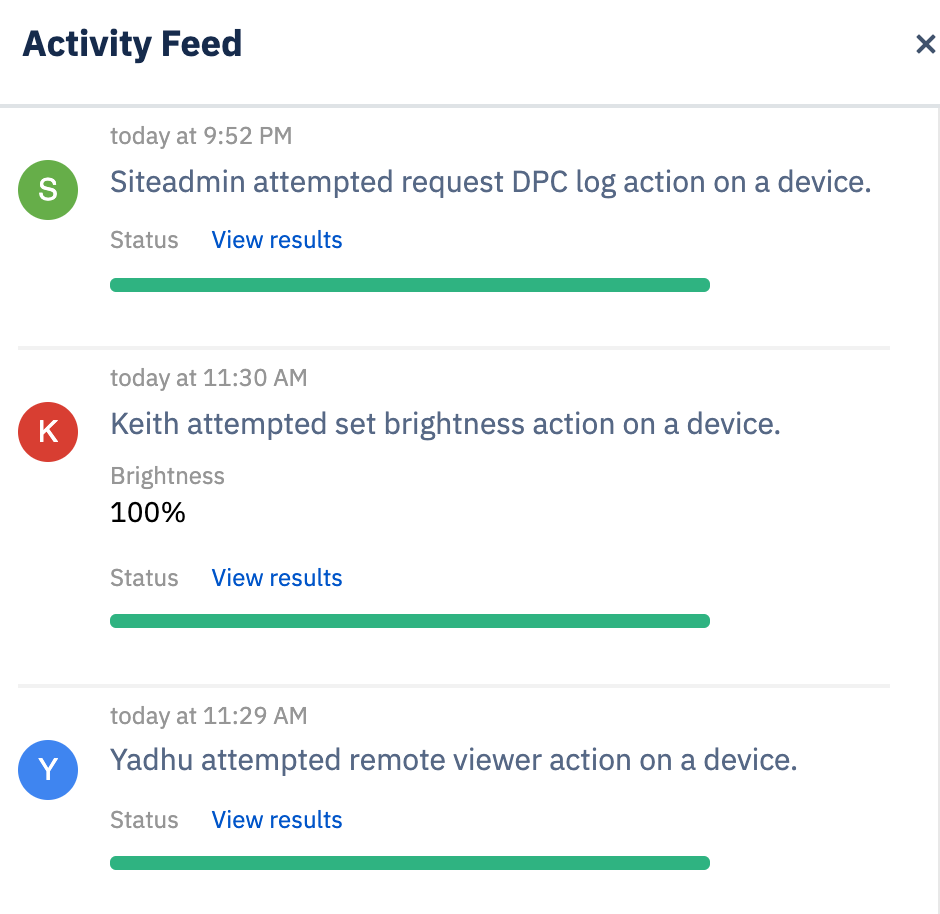 Activity Feed
today at 9:52 PM
S
Siteadmin attempted request DPC log action on a device.
Status View results
today at 11:30 AM
K
Keith attempted set brightness action on a device.
Brightness
100%
Status View results
today at 11:29 AM
Y
Yadhu attempted remote viewer action on a device.
Status View results